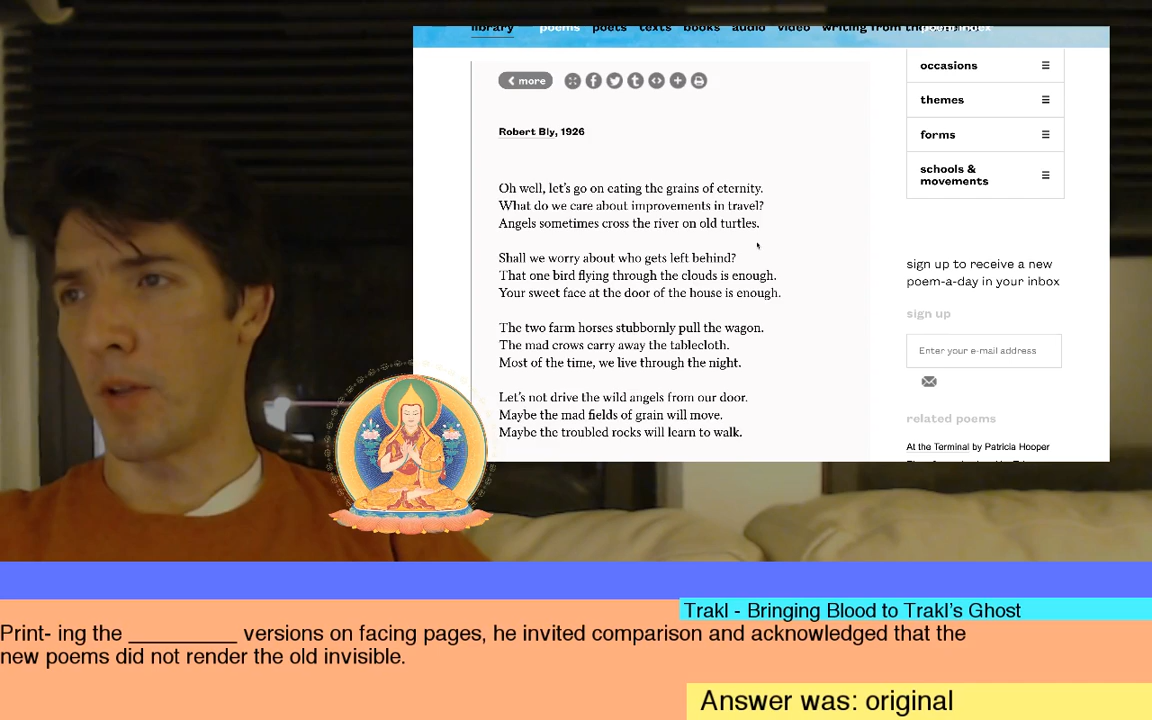 library poems poets texts books audio video writing from the
poem index
more
Robert Bly, 1926
Oh well, let's go on eating the grains of eternity.
What do we care about improvements in travel?
Angels sometimes cross the river on old turtles.
Shall we worry about who gets left behind?
That one bird flying through the clouds is enough.
Your sweet face at the door of the house is enough.
The two farm horses stubbornly pull the wagon.
The mad crows carry away the tablecloth.
Most of the time, we live through the night.
Let's not drive the wild angels from our door.
Maybe the mad fields of grain will move.
Maybe the troubled rocks will learn to walk.
occasions
themes
forms
schools &
movements
sign up to receive a new
poem-a-day in your inbox
sign up
Enter your e-mail address
related poems
At the Terminal by Patricia Hooper
Trakl - Bringing Blood to Trakl's Ghost
Print- ing the _________ versions on facing pages, he invited comparison and acknowledged that the
new poems did not render the old invisible.
Answer was: original